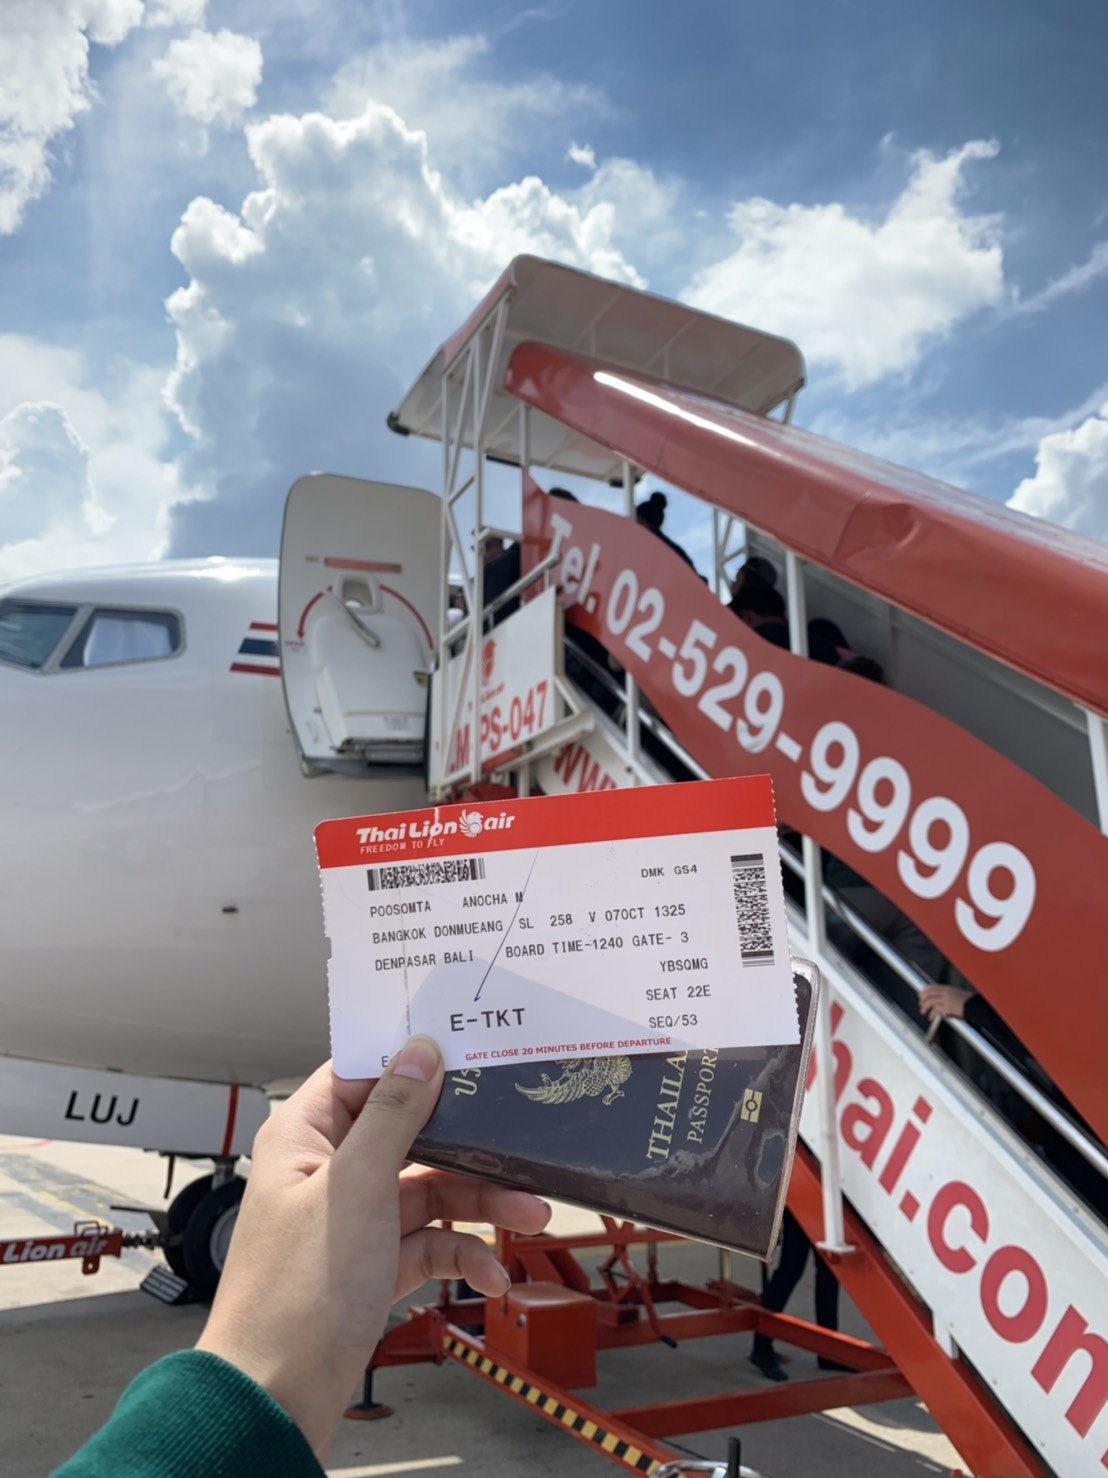 Tel. 02-529-9999
PS-047
WWW
Thai Lion air
FREEDOM TO FLY
DMK GS4
POOSOMTA ANOCHA M
BANGKOK DONMUEANG SL 258 V 07OCT 1325
DENPASAR BALI BOARD TIME-1240 GATE- 3
YBSQMG
SEAT 22E
E-TKT
SEQ/53
GATE CLOSE 20 MINUTES BEFORE DEPARTURE
THAILA
PASSPORT
hai.com
LUJ
Lion air